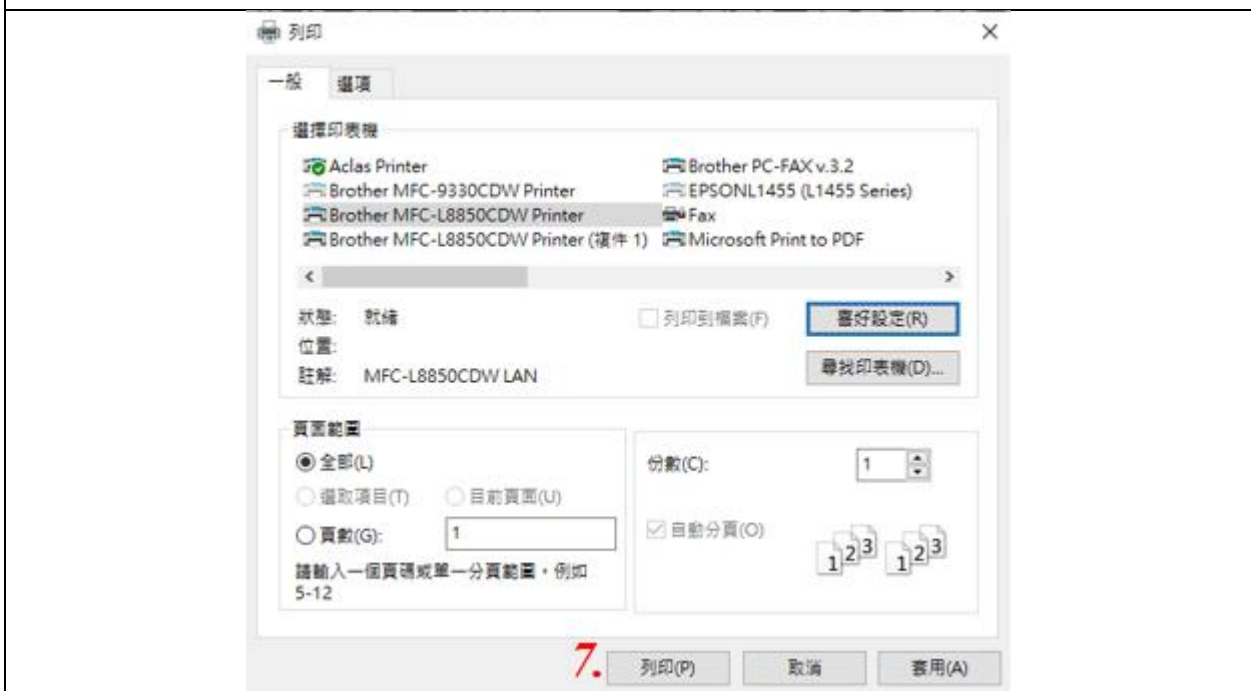 列印
一般 選項
選擇印表機
Aclas Printer
Brother MFC-9330CDW Printer
Brother MFC-L8850CDW Printer
Brother MFC-L8850CDW Printer (複件 1)
Brother PC-FAX v.3.2
EPSONL1455 (L1455 Series)
Fax
Microsoft Print to PDF
狀態: 就緒
位置:
註解: MFC-L8850CDW LAN
列印到檔案(F)
喜好設定(R)
尋找印表機(D)...
頁面範圍
全部(L)
選取項目(T) 目前頁面(U)
頁數(G): 1
請輸入一個頁碼或單一分頁範圍。例如
5-12
份數(C): 1
自動分頁(O)
1 2 3 1 2 3
7. 列印(P) 取消 套用(A)